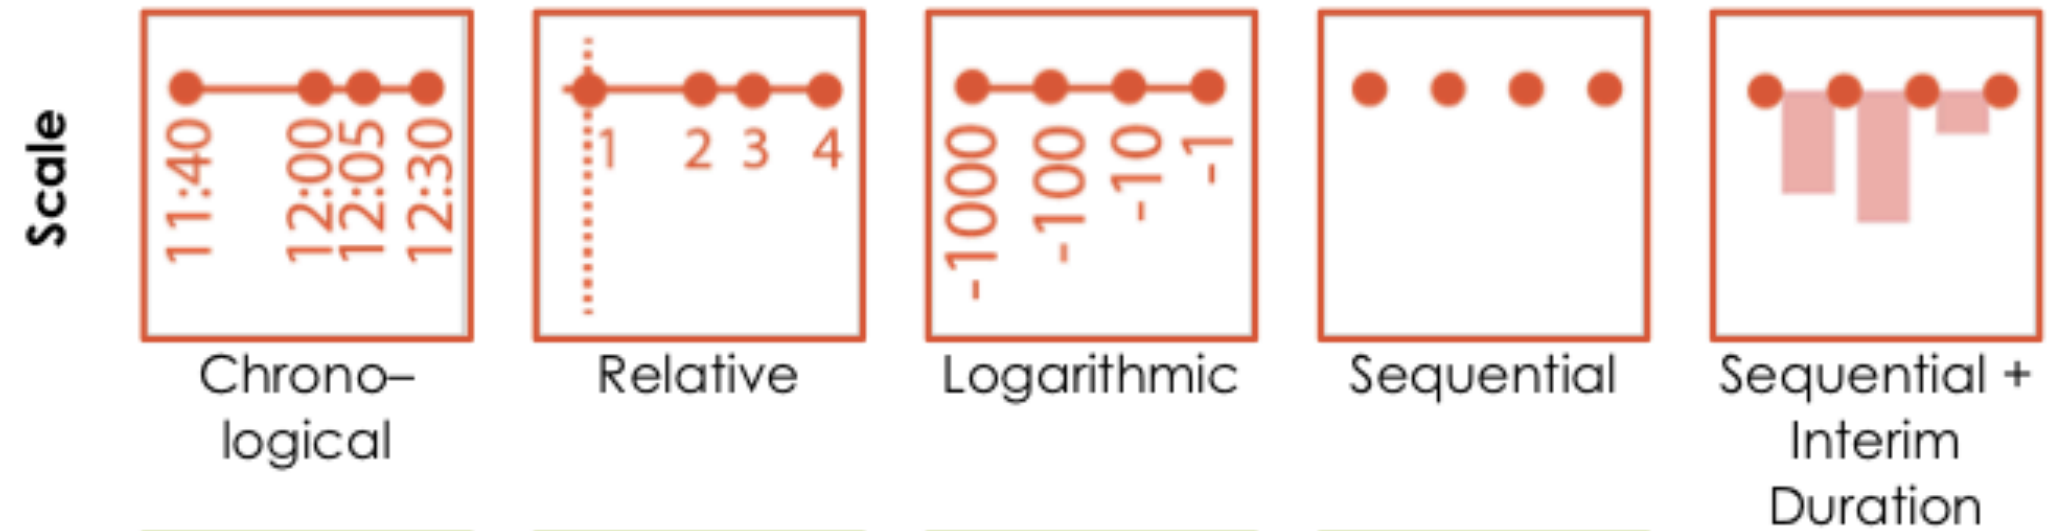 Scale
11:40
12:00
12:05
12:30
1 2 3 4
-1000
-100
-10
-1
Chrono–
logical
Relative
Logarithmic
Sequential
Sequential +
Interim
Duration